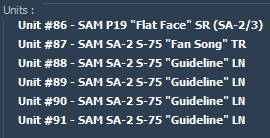 Units :
Unit #86 - SAM P19 "Flat Face" SR (SA-2/3)
Unit #87 - SAM SA-2 S-75 "Fan Song" TR
Unit #88 - SAM SA-2 S-75 "Guideline" LN
Unit #89 - SAM SA-2 S-75 "Guideline" LN
Unit #90 - SAM SA-2 S-75 "Guideline" LN
Unit #91 - SAM SA-2 S-75 "Guideline" LN